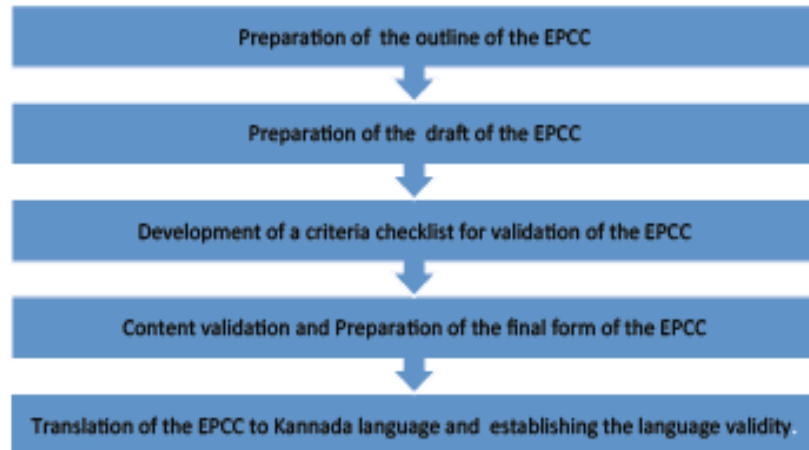 Preparation of the outline of the EPCC
Preparation of the draft of the EPCC
Development of a criteria checklist for validation of the EPCC
Content validation and Preparation of the final form of the EPCC
Translation of the EPCC to Kannada language and establishing the language validity.